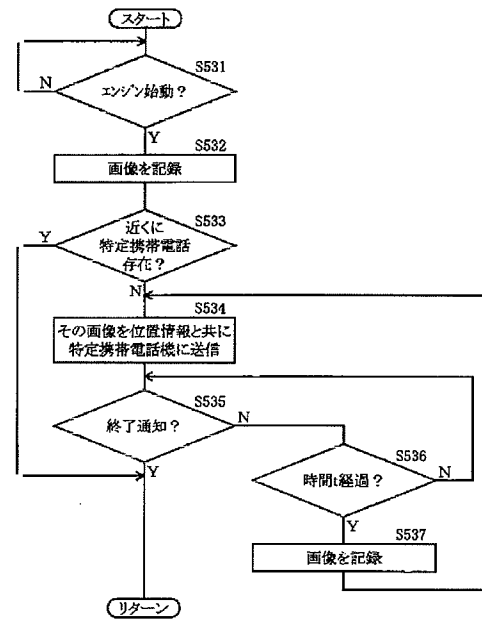 スタート
S531
N
エンジン始動？
Y
S532
画像を記録
S533
Y
近くに
特定携帯電話
存在？
N
S534
その画像を位置情報と共に
特定携帯電話機に送信
S535
終了通知？
N
Y
S536
時間t経過？
N
Y
S537
画像を記録
リターン